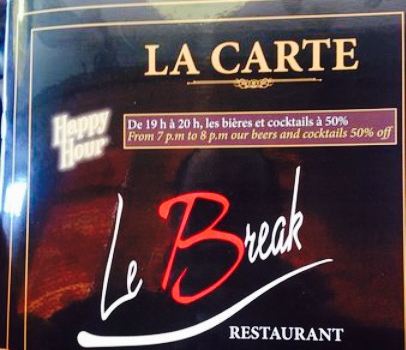 LA CARTE
Happy
Hour
De 19 h à 20 h, les bières et cocktails à 50%
From 7 p.m to 8 p.m our beers and cocktails 50% off
Le Break
RESTAURANT